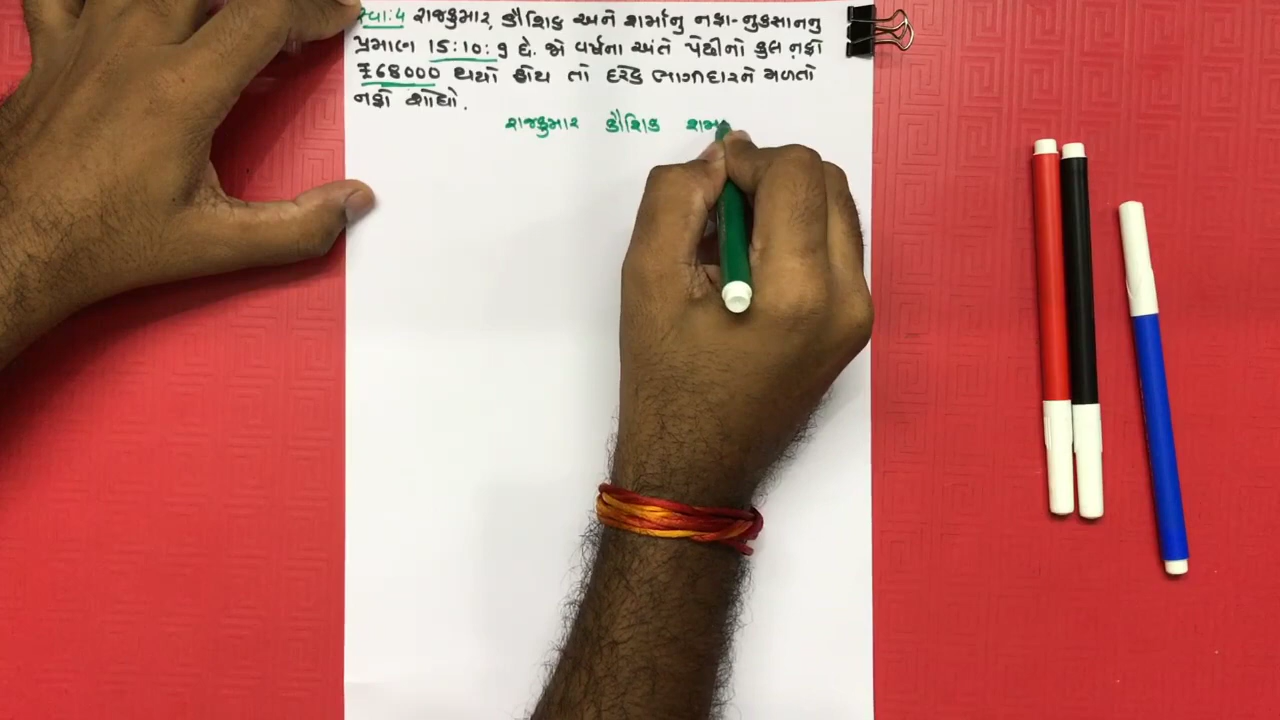 સ્વા:4 રાજકુમાર, કૌશિક અને શર્માનુ નફા-નુકસાનનુ
પ્રમાણ 15:10:9 છે. જો વર્ષના અંતે પેઢીનો કુલ નફો
₹68000 થયો હોય તો દરેક ભાગીદારને મળતો
નફો શોધો.
રાજકુમાર કૌશિક શમા